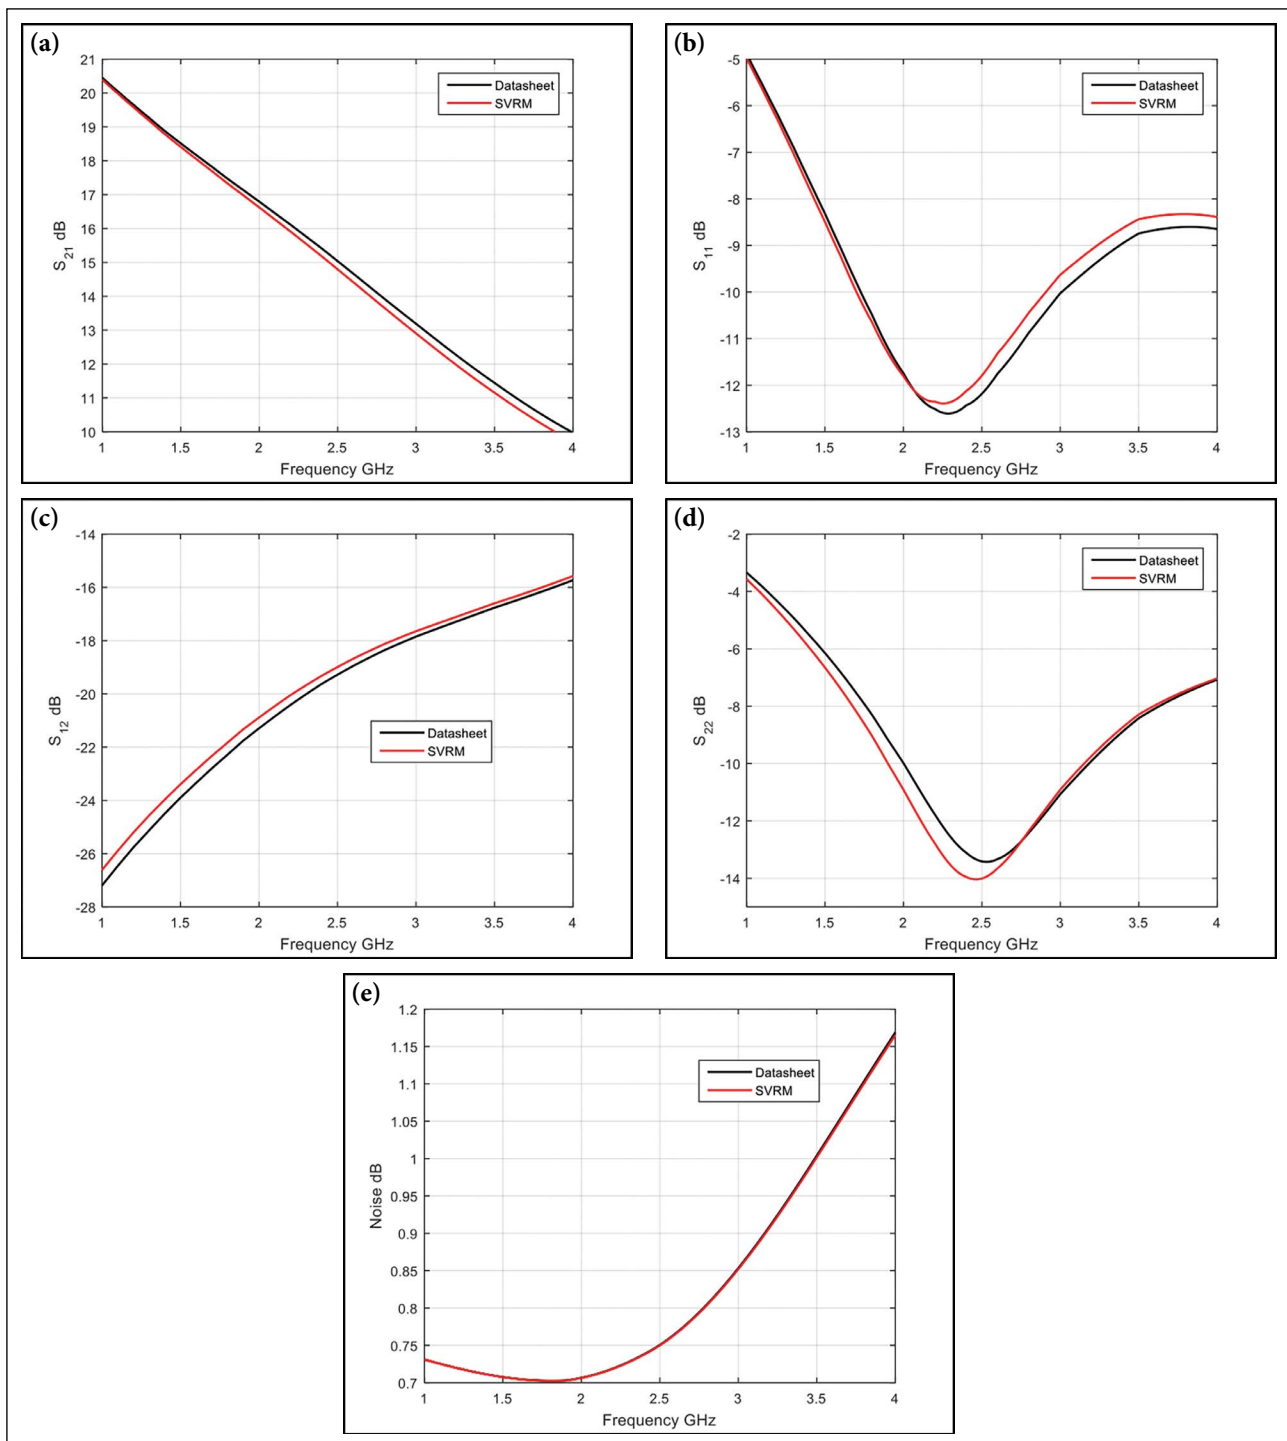 (a)
21
20
19
18
17
16
15
14
13
12
11
10
S21 dB
Datasheet
SVRM
1 1.5 2 2.5 3 3.5 4
Frequency GHz
(b)
-5
-6
-7
-8
-9
-10
-11
-12
-13
S11 dB
Datasheet
SVRM
1 1.5 2 2.5 3 3.5 4
Frequency GHz
(c)
-14
-16
-18
-20
-22
-24
-26
-28
S12 dB
Datasheet
SVRM
1 1.5 2 2.5 3 3.5 4
Frequency GHz
(d)
-2
-4
-6
-8
-10
-12
-14
S22 dB
Datasheet
SVRM
1 1.5 2 2.5 3 3.5 4
Frequency GHz
(e)
1.2
1.15
1.1
1.05
1
0.95
0.9
0.85
0.8
0.75
0.7
Noise dB
Datasheet
SVRM
1 1.5 2 2.5 3 3.5 4
Frequency GHz